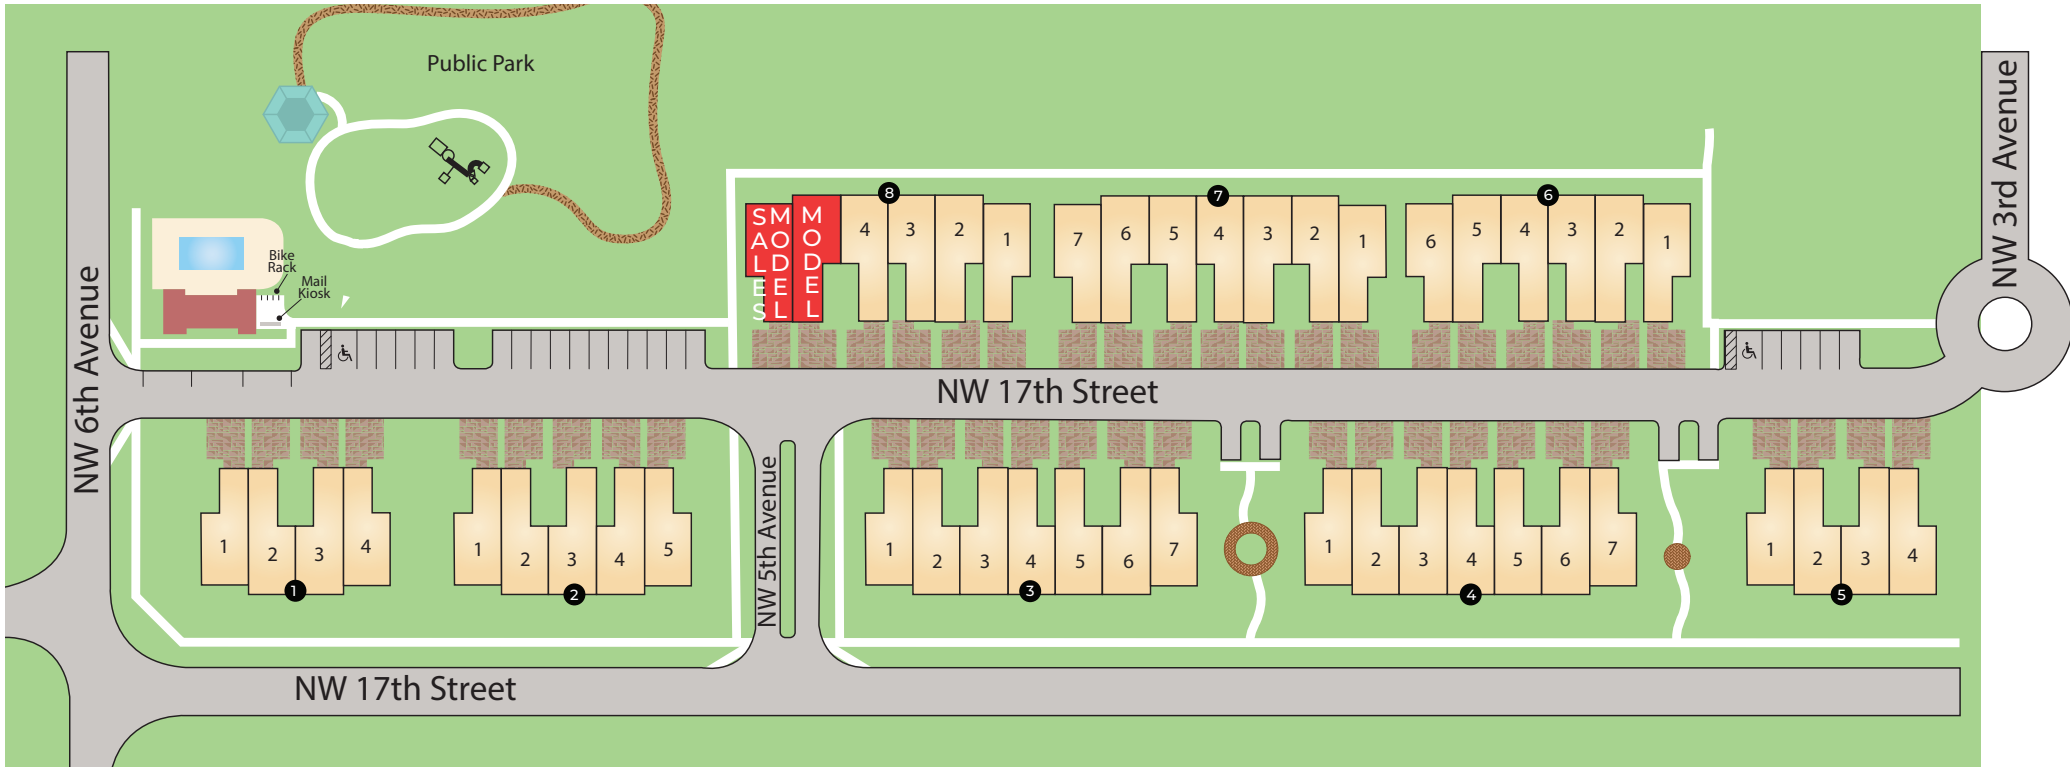 Public Park
NW 6th Avenue
NW 3rd Avenue
Bike
Rack
Mail
Kiosk
8
SALES
MODEL
MODEL
4 3 2 1
7
7 6 5 4 3 2 1
6
6 5 4 3 2 1
NW 17th Street
1 2 3 4
1
1 2 3 4 5
2
NW 5th Avenue
1 2 3 4 5 6 7
3
1 2 3 4 5 6 7
4
1 2 3 4
5
NW 17th Street